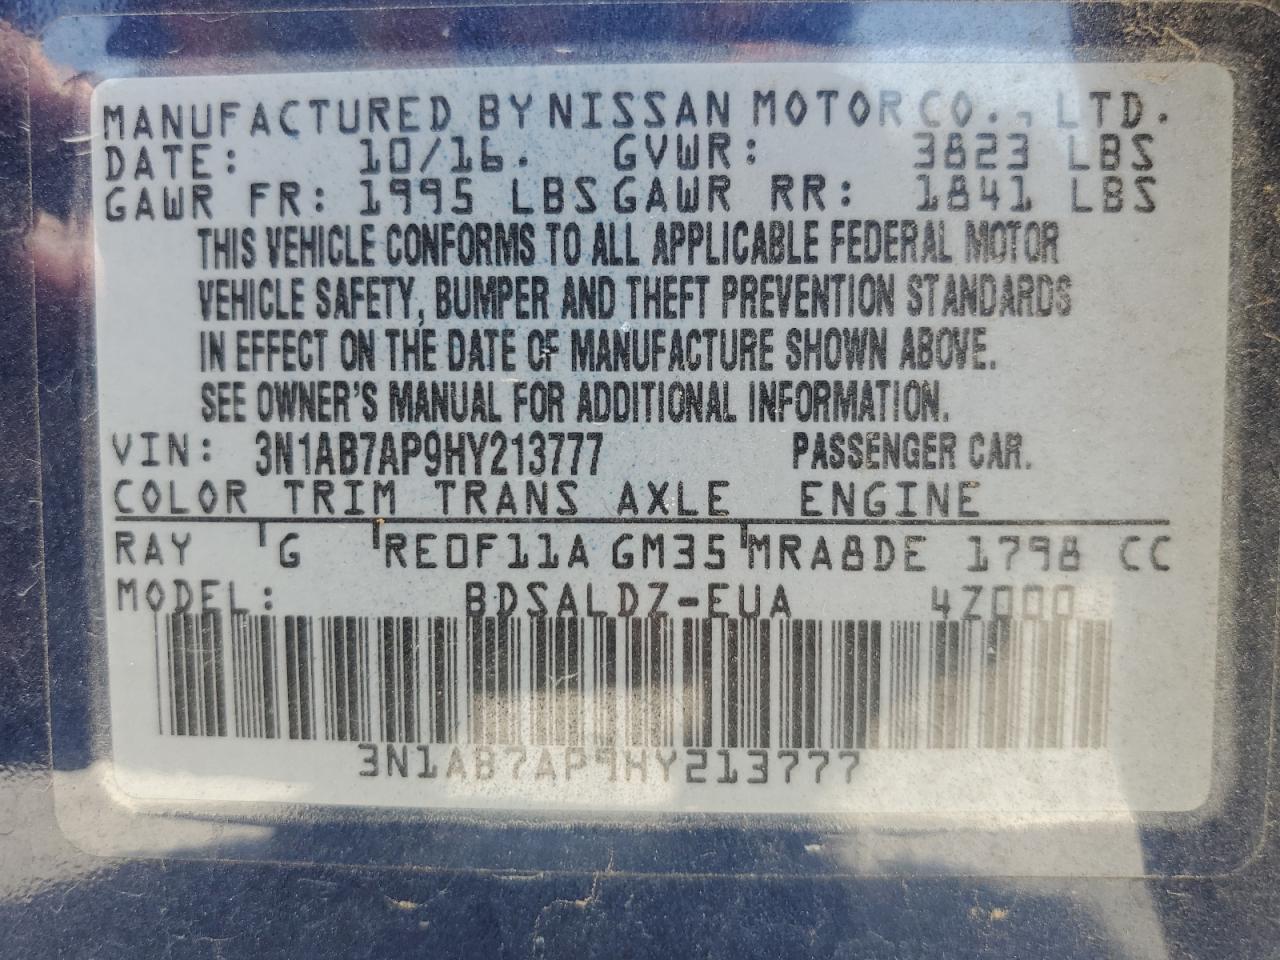 MANUFACTURED BY NISSAN MOTOR CO., LTD.
DATE: 10/16. GVWR: 3823 LBS
GAWR FR: 1995 LBS GAWR RR: 1841 LBS
THIS VEHICLE CONFORMS TO ALL APPLICABLE FEDERAL MOTOR
VEHICLE SAFETY, BUMPER AND THEFT PREVENTION STANDARDS
IN EFFECT ON THE DATE OF MANUFACTURE SHOWN ABOVE.
SEE OWNER'S MANUAL FOR ADDITIONAL INFORMATION.
VIN: 3N1AB7AP9HY213777 PASSENGER CAR.
COLOR TRIM TRANS AXLE ENGINE
RAY G RE0F11A GM35 MRA8DE 1798 CC
MODEL: BDSALDZ-EUA 4Z000
3N1AB7AP9HY213777